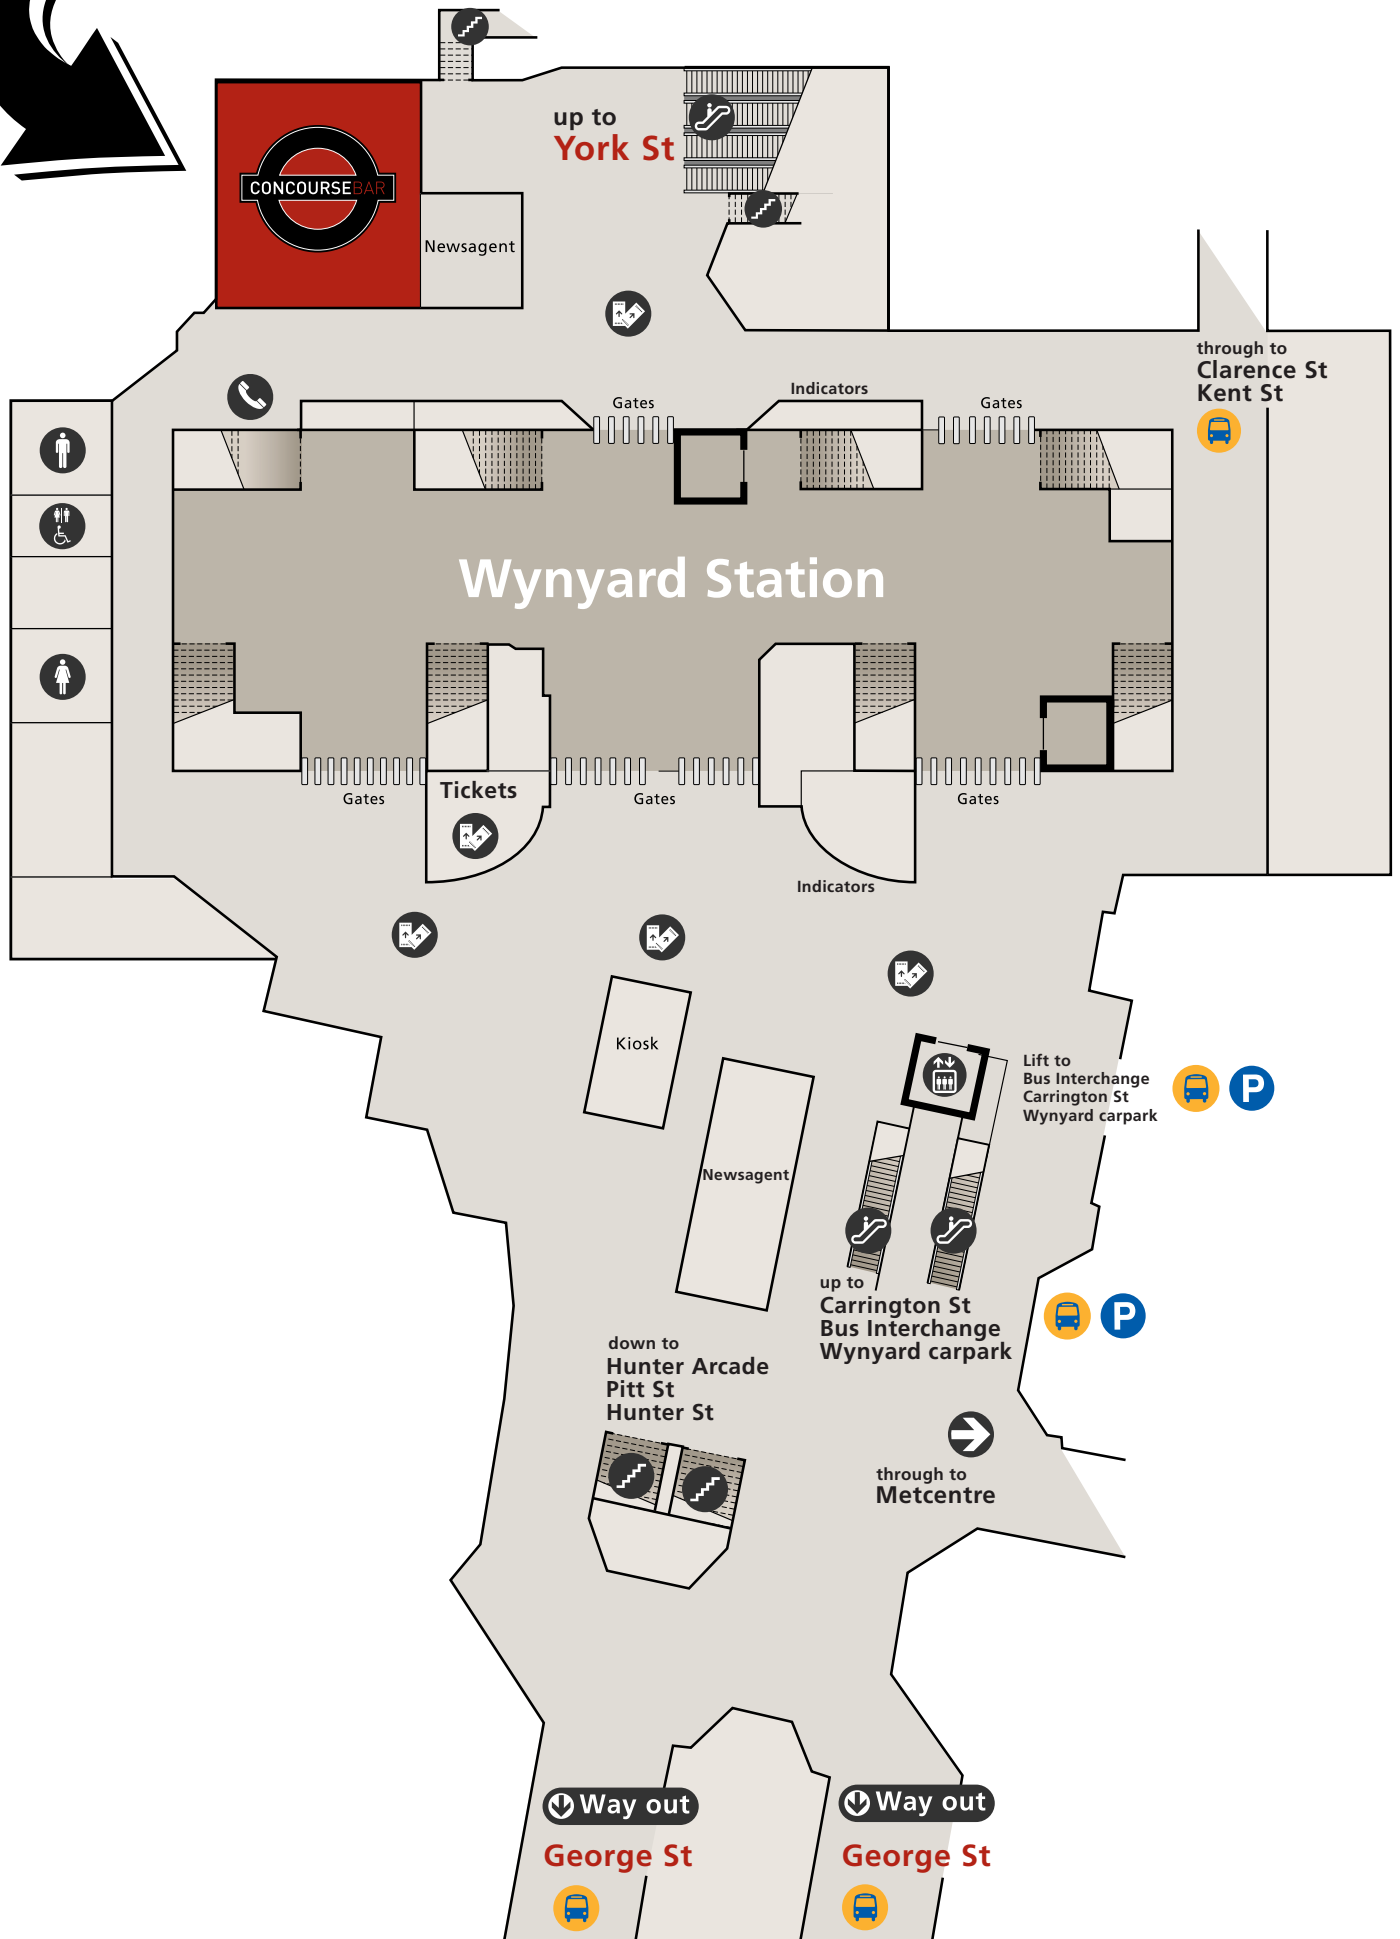 up to
York St
CONCOURSEBAR
Newsagent
through to
Clarence St
Kent St
Indicators
Gates
Gates
Wynyard Station
Gates
Tickets
Gates
Gates
Indicators
Kiosk
Lift to
Bus Interchange
Carrington St
Wynyard carpark
P
Newsagent
up to
Carrington St
Bus Interchange
Wynyard carpark
P
down to
Hunter Arcade
Pitt St
Hunter St
through to
Metcentre
Way out
George St
Way out
George St